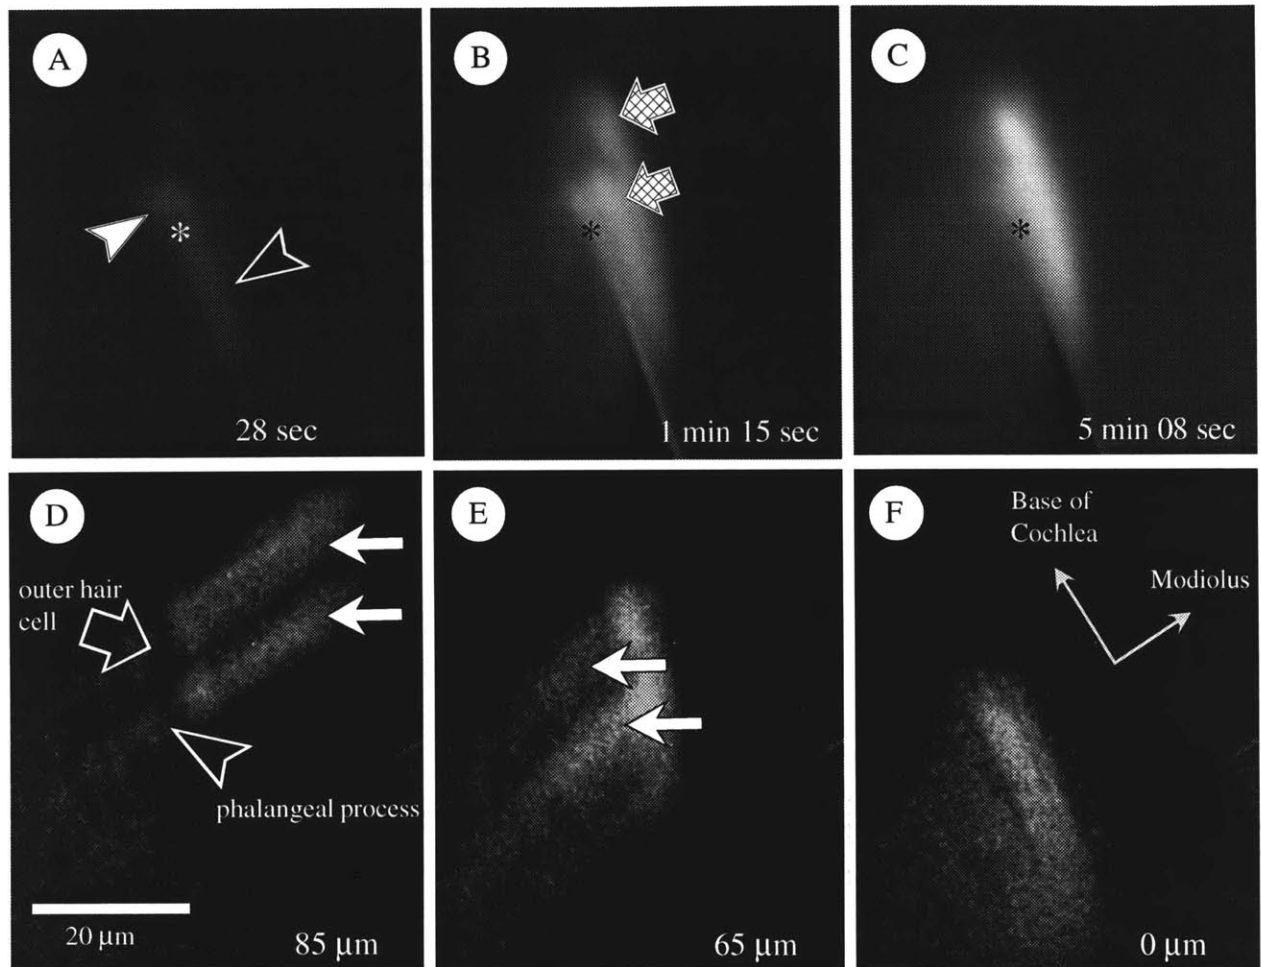 A
B
C
*
*
*
28 sec
1 min 15 sec
5 min 08 sec
D
E
F
Base of
Cochlea
Modiolus
outer hair
cell
phalangeal process
20 μm
85 μm
65 μm
0 μm